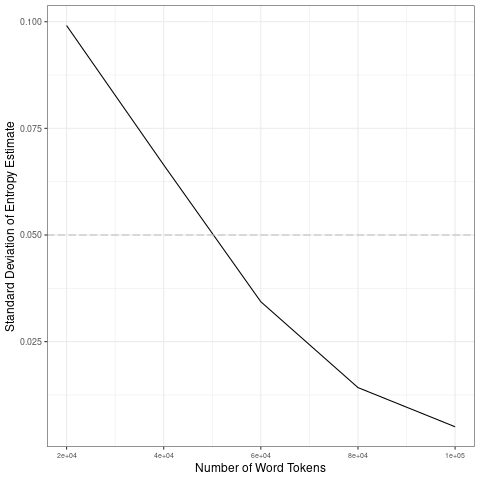 Standard Deviation of Entropy Estimate
0.100
0.075
0.050
0.025
2e+04 4e+04 6e+04 8e+04 1e+05
Number of Word Tokens